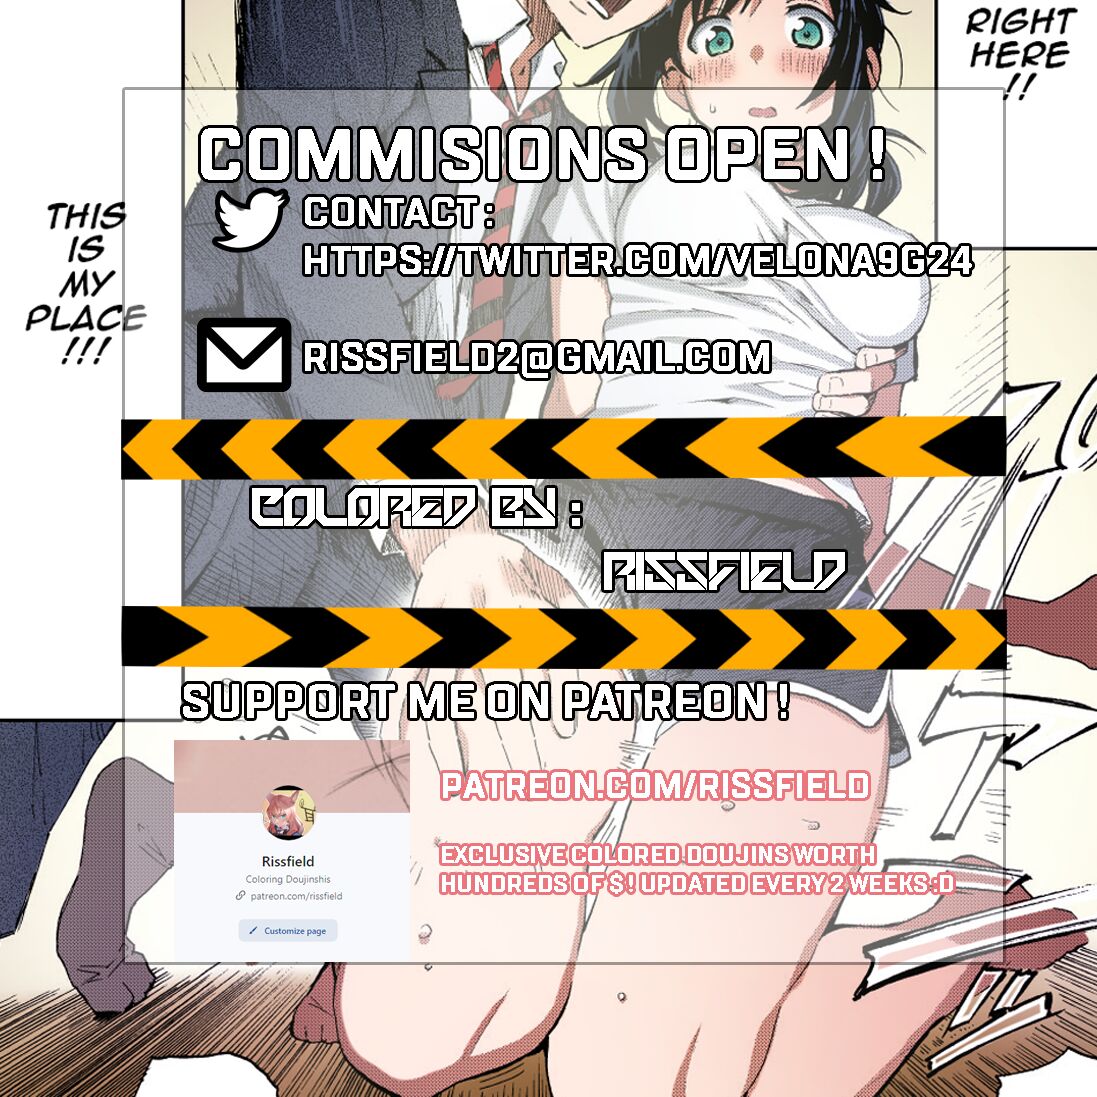 RIGHT
HERE
!!
THIS
IS
MY
PLACE
!!!
COMMISIONS OPEN !
CONTACT :
HTTPS://TWITTER.COM/VELONA9G24
RISSFIELD2@GMAIL.COM
COLORED BY :
RISSFIELD
SUPPORT ME ON PATREON !
Rissfield
Coloring Doujinshis
patreon.com/rissfield
Customize page
PATREON.COM/RISSFIELD
EXCLUSIVE COLORED DOUJINS WORTH
HUNDREDS OF $ ! UPDATED EVERY 2 WEEKS :D